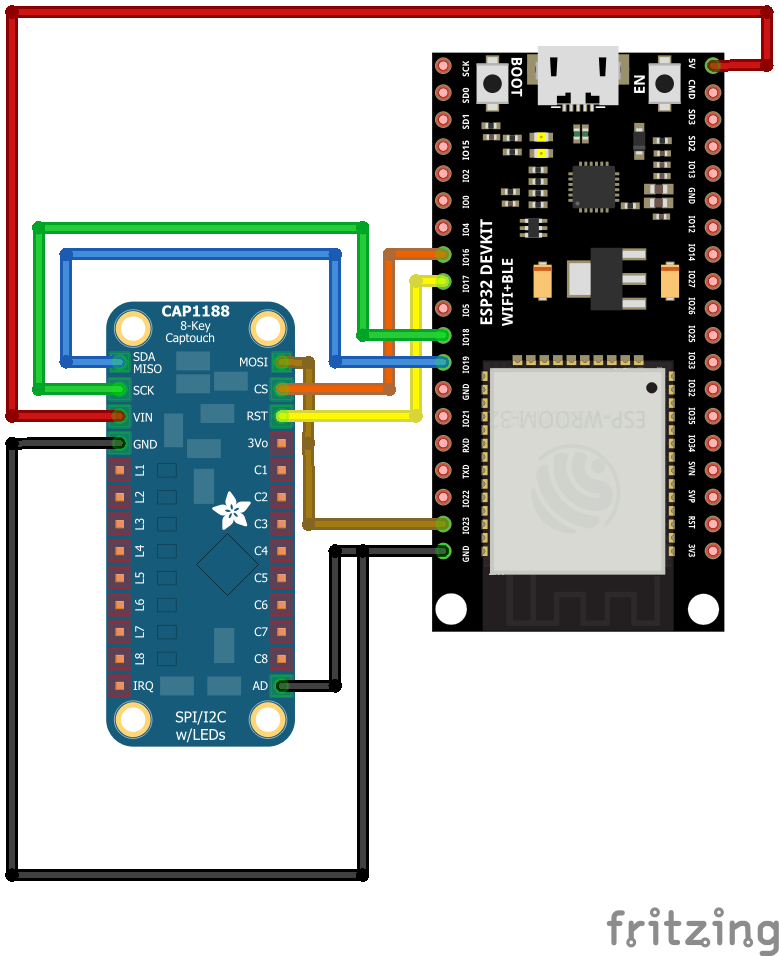 CAP1188
8-Key
Captouch
SDA
MISO
SCK
VIN
GND
L1
L2
L3
L4
L5
L6
L7
L8
IRQ
MOSI
CS
RST
3Vo
C1
C2
C3
C4
C5
C6
C7
C8
AD
SPI/I2C
w/LEDs
SCK
SD0
SD1
IO15
IO2
IO0
IO4
IO16
IO17
IO5
IO18
IO19
GND
IO21
RXD
TXD
IO22
IO23
GND
BOOT
EN
ESP32 DEVKIT
WIFI+BLE
5V
CMD
SD3
SD2
IO13
GND
IO12
IO14
IO27
IO26
IO25
IO33
IO32
IO35
IO34
SVN
SVP
RST
3V3
ESP-WROOM-32
fritzing